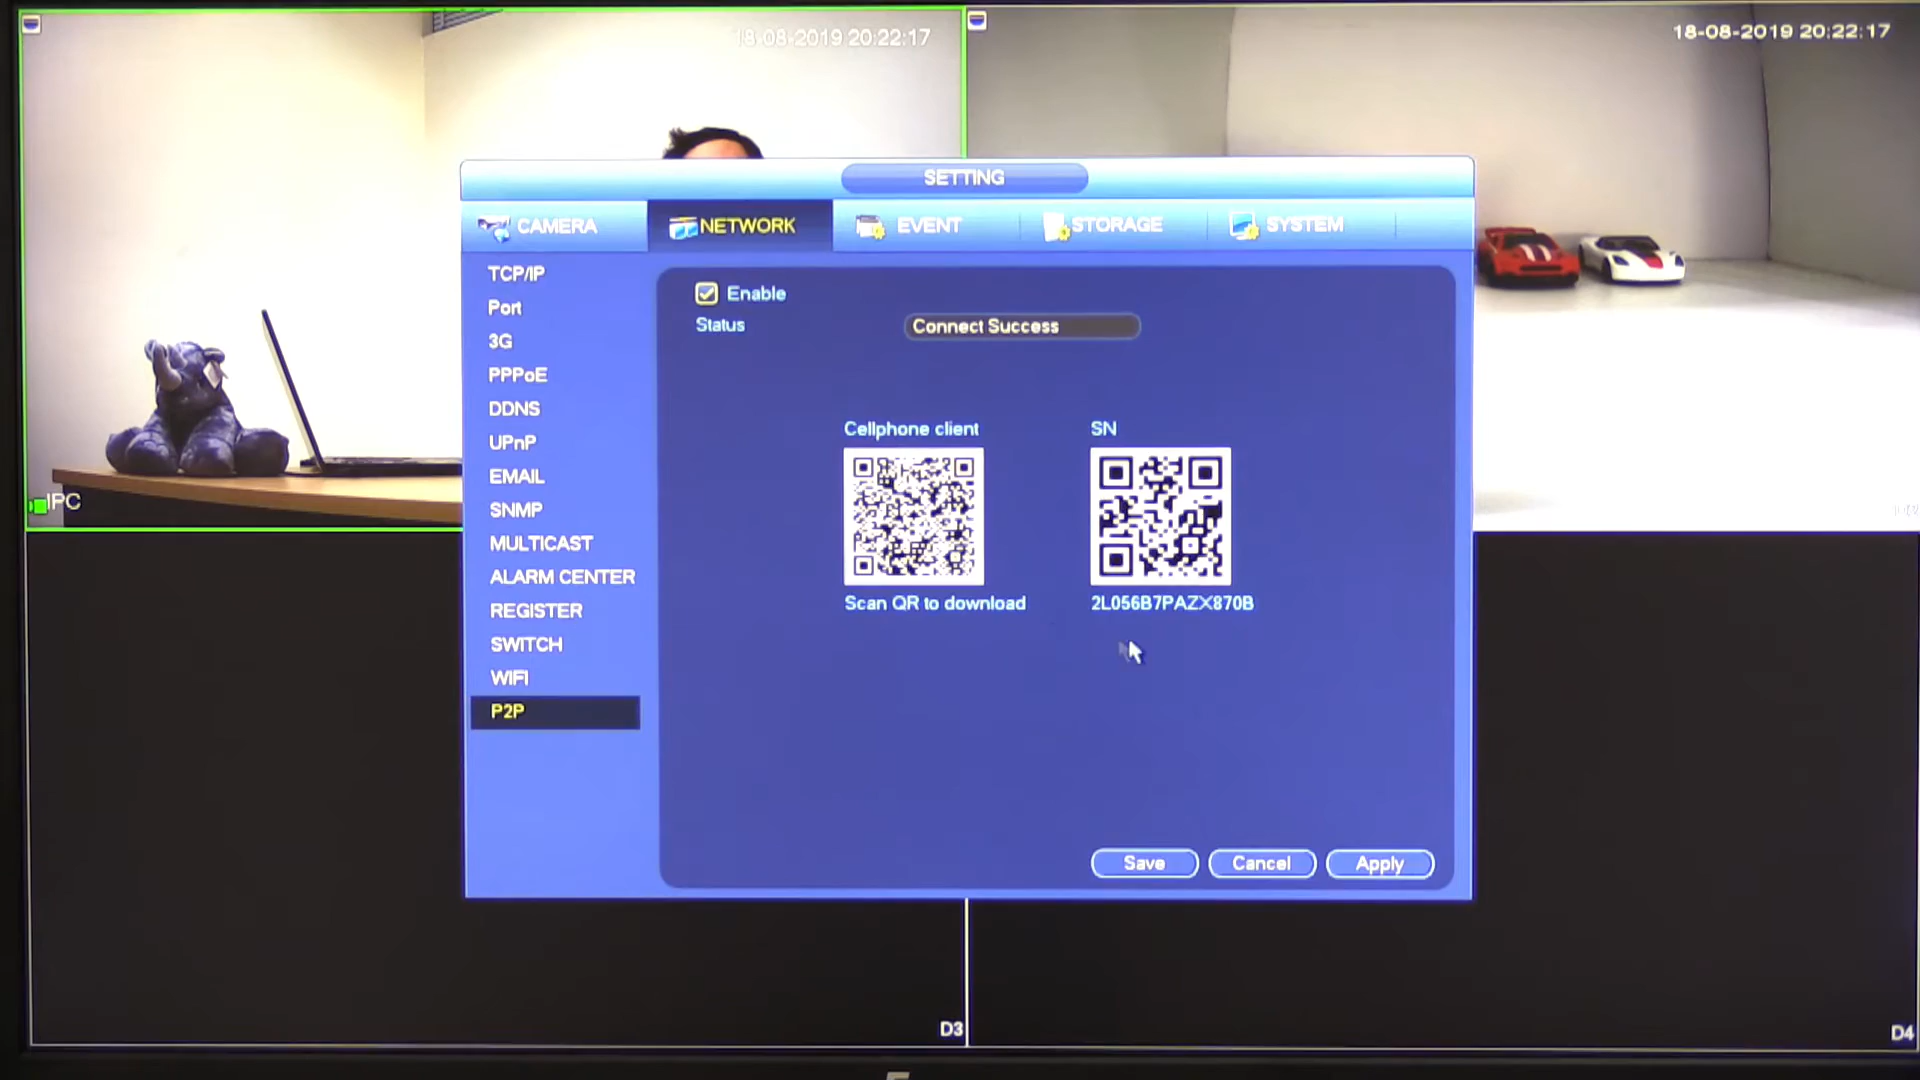 18-08-2019 20:22:17
18-08-2019 20:22:17
SETTING
CAMERA
NETWORK
EVENT
STORAGE
SYSTEM
TCP/IP
Port
3G
PPPoE
DDNS
UPnP
EMAIL
SNMP
MULTICAST
ALARM CENTER
REGISTER
SWITCH
WIFI
P2P
Enable
Status
Connect Success
Cellphone client
SN
Scan QR to download
2L056B7PAZX870B
Save
Cancel
Apply
IPC
D3
D4